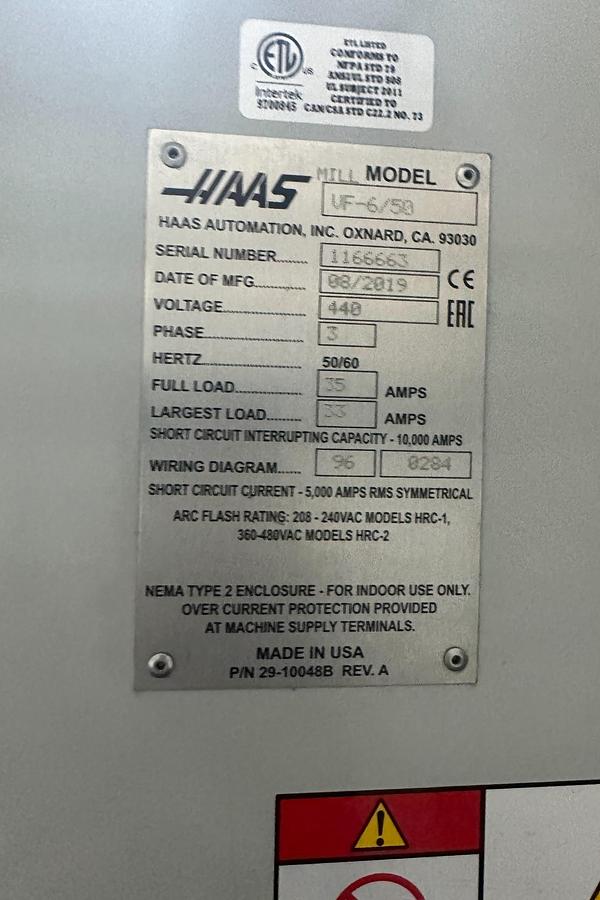 ETL LISTED
CONFORMS TO
NFPA STD 79
ANSI/UL STD 508
UL SUBJECT 2011
CERTIFIED TO
CAN/CSA STD C22.2 NO. 73
C ETL US
Intertek
9700845
HAAS
MILL MODEL
VF-6/50
HAAS AUTOMATION, INC. OXNARD, CA. 93030
SERIAL NUMBER........ 1166663
DATE OF MFG............. 08/2019 CE
VOLTAGE..................... 440 EAC
PHASE......................... 3
HERTZ......................... 50/60
FULL LOAD................. 35 AMPS
LARGEST LOAD......... 33 AMPS
SHORT CIRCUIT INTERRUPTING CAPACITY - 10,000 AMPS
WIRING DIAGRAM...... 96 0284
SHORT CIRCUIT CURRENT - 5,000 AMPS RMS SYMMETRICAL
ARC FLASH RATING: 208 - 240VAC MODELS HRC-1,
360-480VAC MODELS HRC-2
NEMA TYPE 2 ENCLOSURE - FOR INDOOR USE ONLY.
OVER CURRENT PROTECTION PROVIDED
AT MACHINE SUPPLY TERMINALS.
MADE IN USA
P/N 29-10048B REV. A